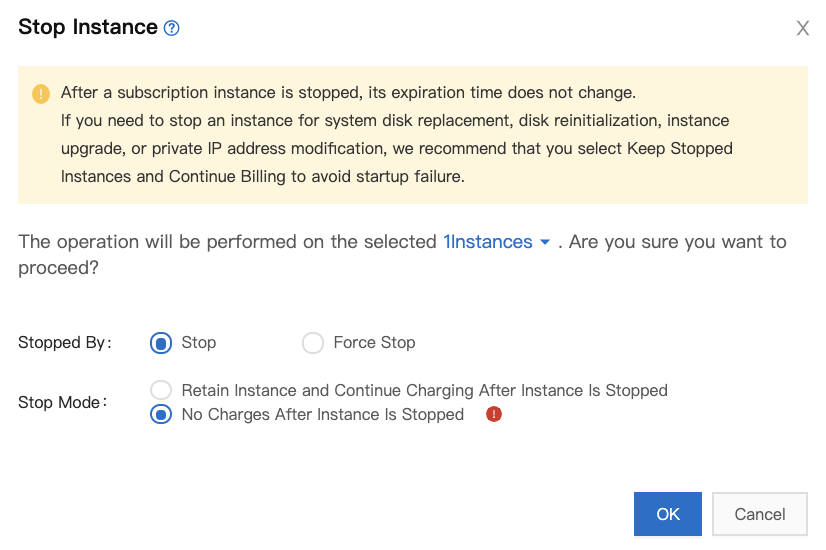 Stop Instance ?
X
! After a subscription instance is stopped, its expiration time does not change.
If you need to stop an instance for system disk replacement, disk reinitialization, instance
upgrade, or private IP address modification, we recommend that you select Keep Stopped
Instances and Continue Billing to avoid startup failure.
The operation will be performed on the selected 1Instances . Are you sure you want to
proceed?
Stopped By: Stop Force Stop
Retain Instance and Continue Charging After Instance Is Stopped
Stop Mode:
No Charges After Instance Is Stopped !
OK Cancel